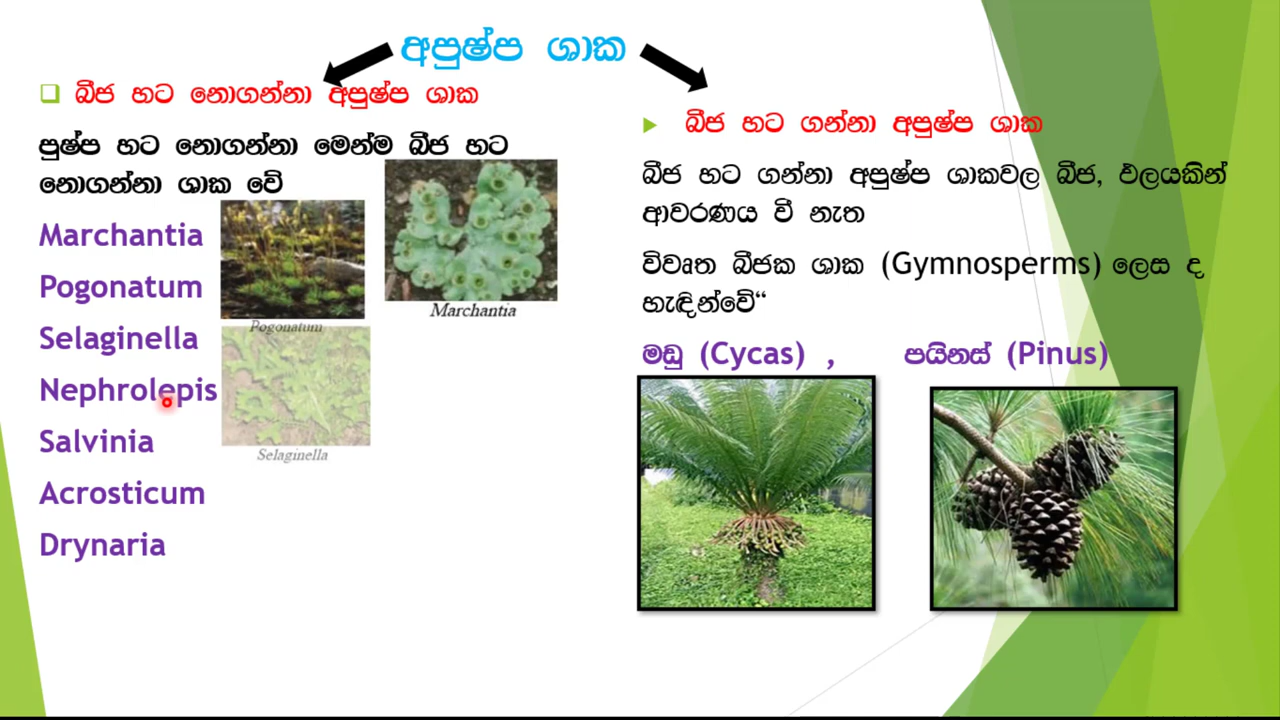 අපුෂ්ප ශාක
බීජ හට නොගන්නා අපුෂ්ප ශාක
පුෂ්ප හට නොගන්නා මෙන්ම බීජ හට
නොගන්නා ශාක වේ
Marchantia
Pogonatum
Selaginella
Nephrolepis
Salvinia
Acrosticum
Drynaria
Marchantia
Pogonatum
Selaginella
බීජ හට ගන්නා අපුෂ්ප ශාක
බීජ හට ගන්නා අපුෂ්ප ශාකවල බීජ, ඵලයකින්
ආවරණය වී නැත
විවෘත බීජක ශාක (Gymnosperms) ලෙස ද
හැඳින්වේ“
මඩු (Cycas) , පයිනස් (Pinus)